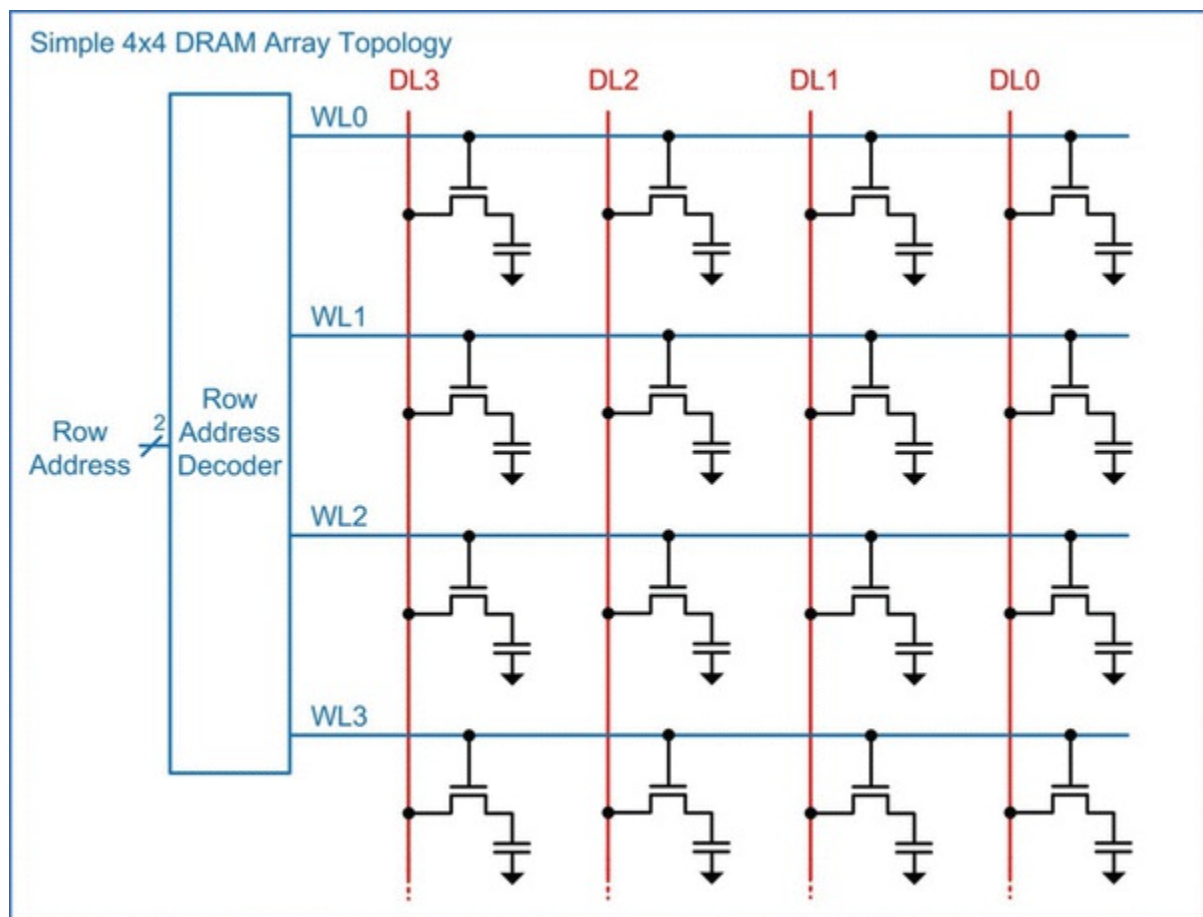 Simple 4x4 DRAM Array Topology
DL3 DL2 DL1 DL0
WL0
WL1
Row
Address
2
Row
Address
Decoder
WL2
WL3